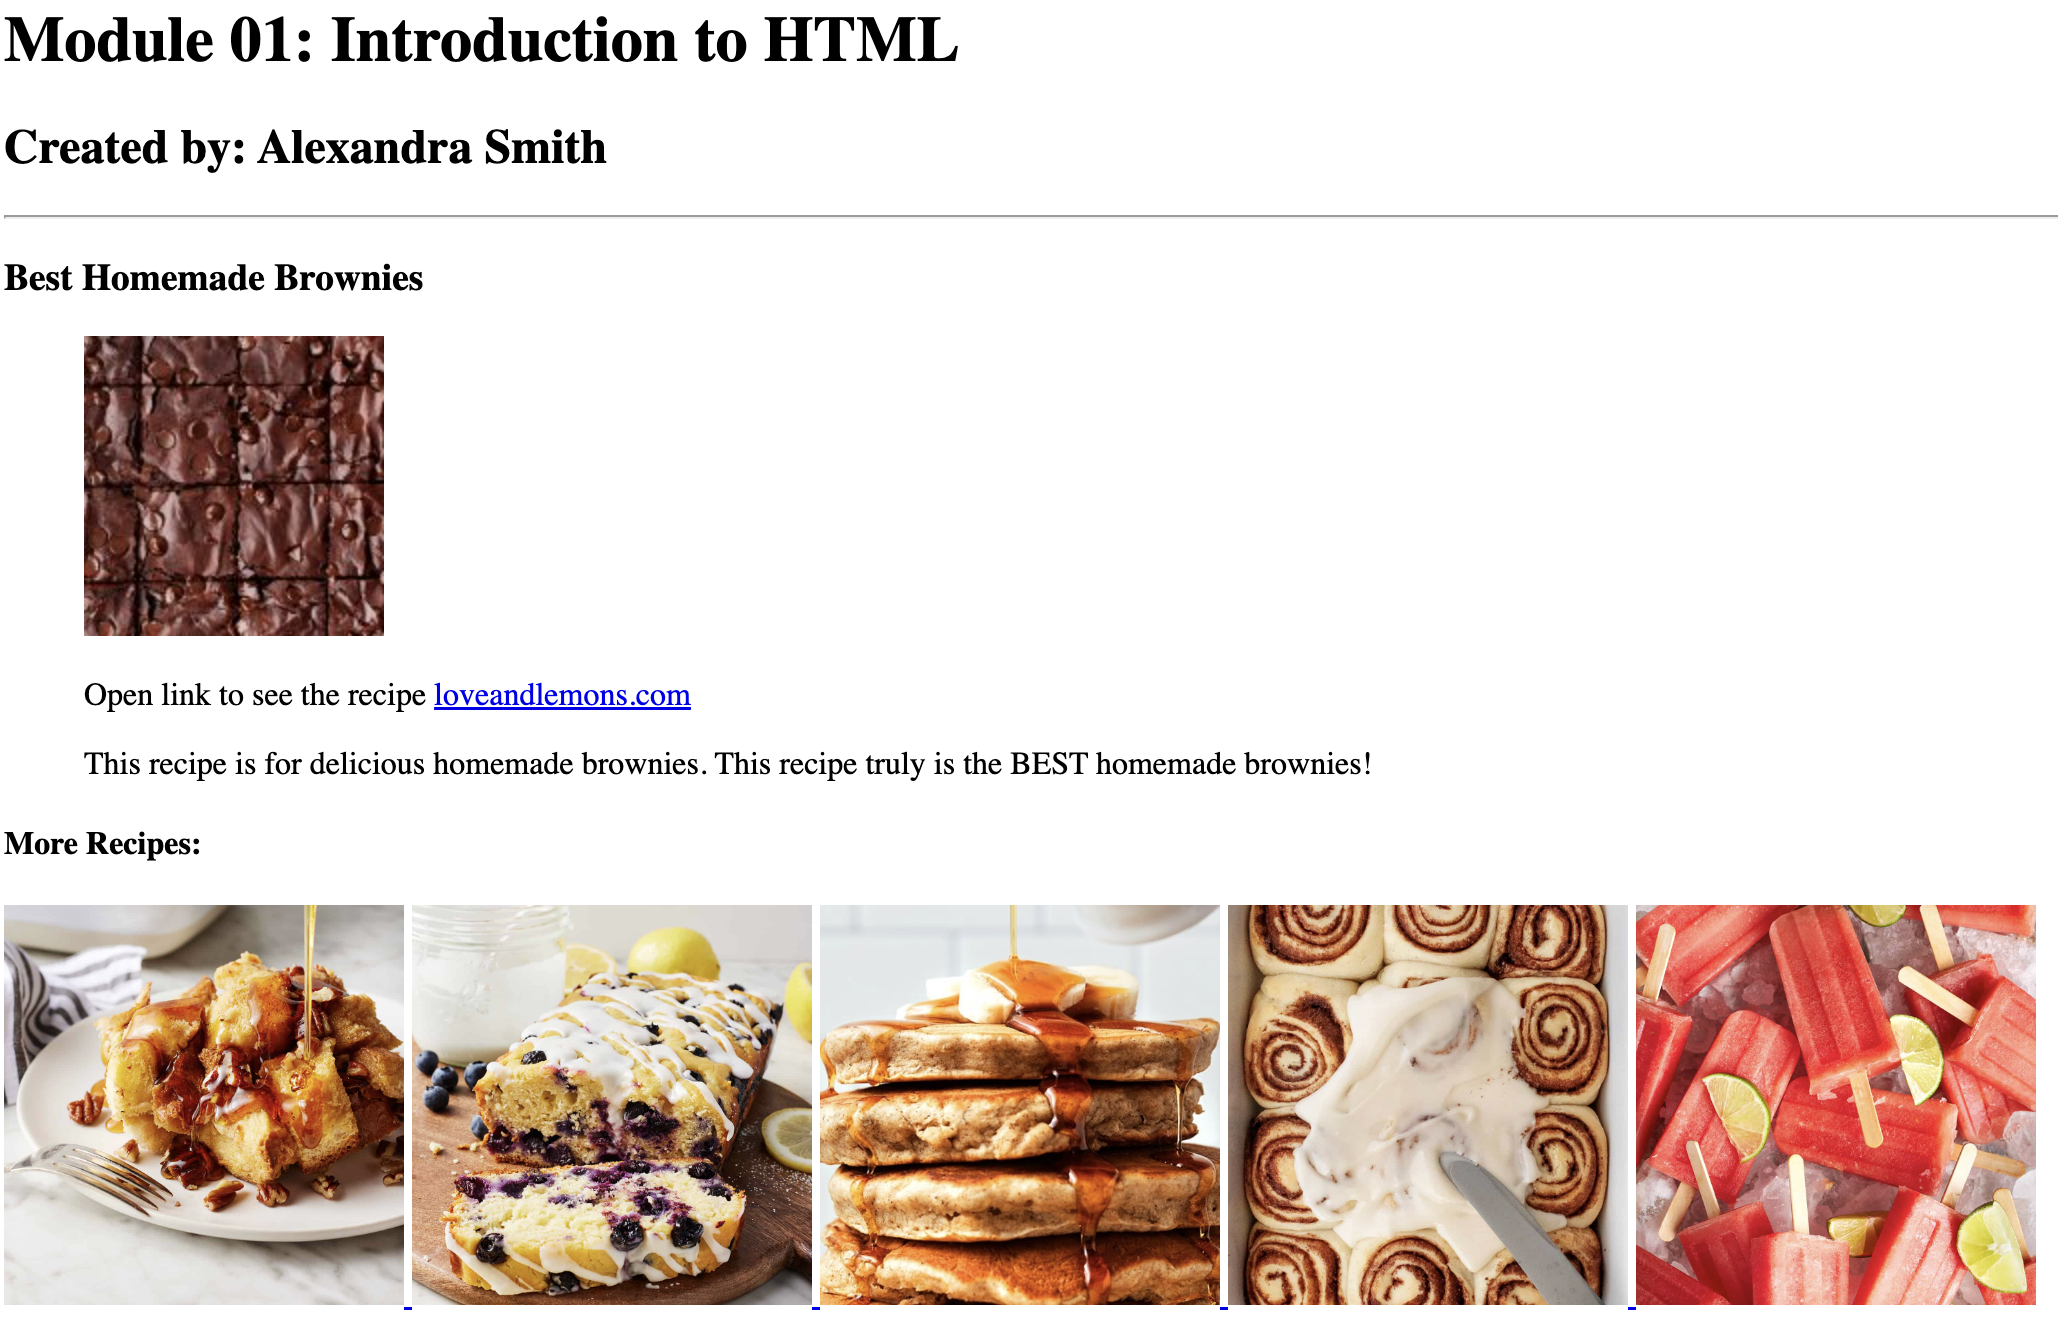 Module 01: Introduction to HTML
Created by: Alexandra Smith
Best Homemade Brownies
Open link to see the recipe loveandlemons.com
This recipe is for delicious homemade brownies. This recipe truly is the BEST homemade brownies!
More Recipes: